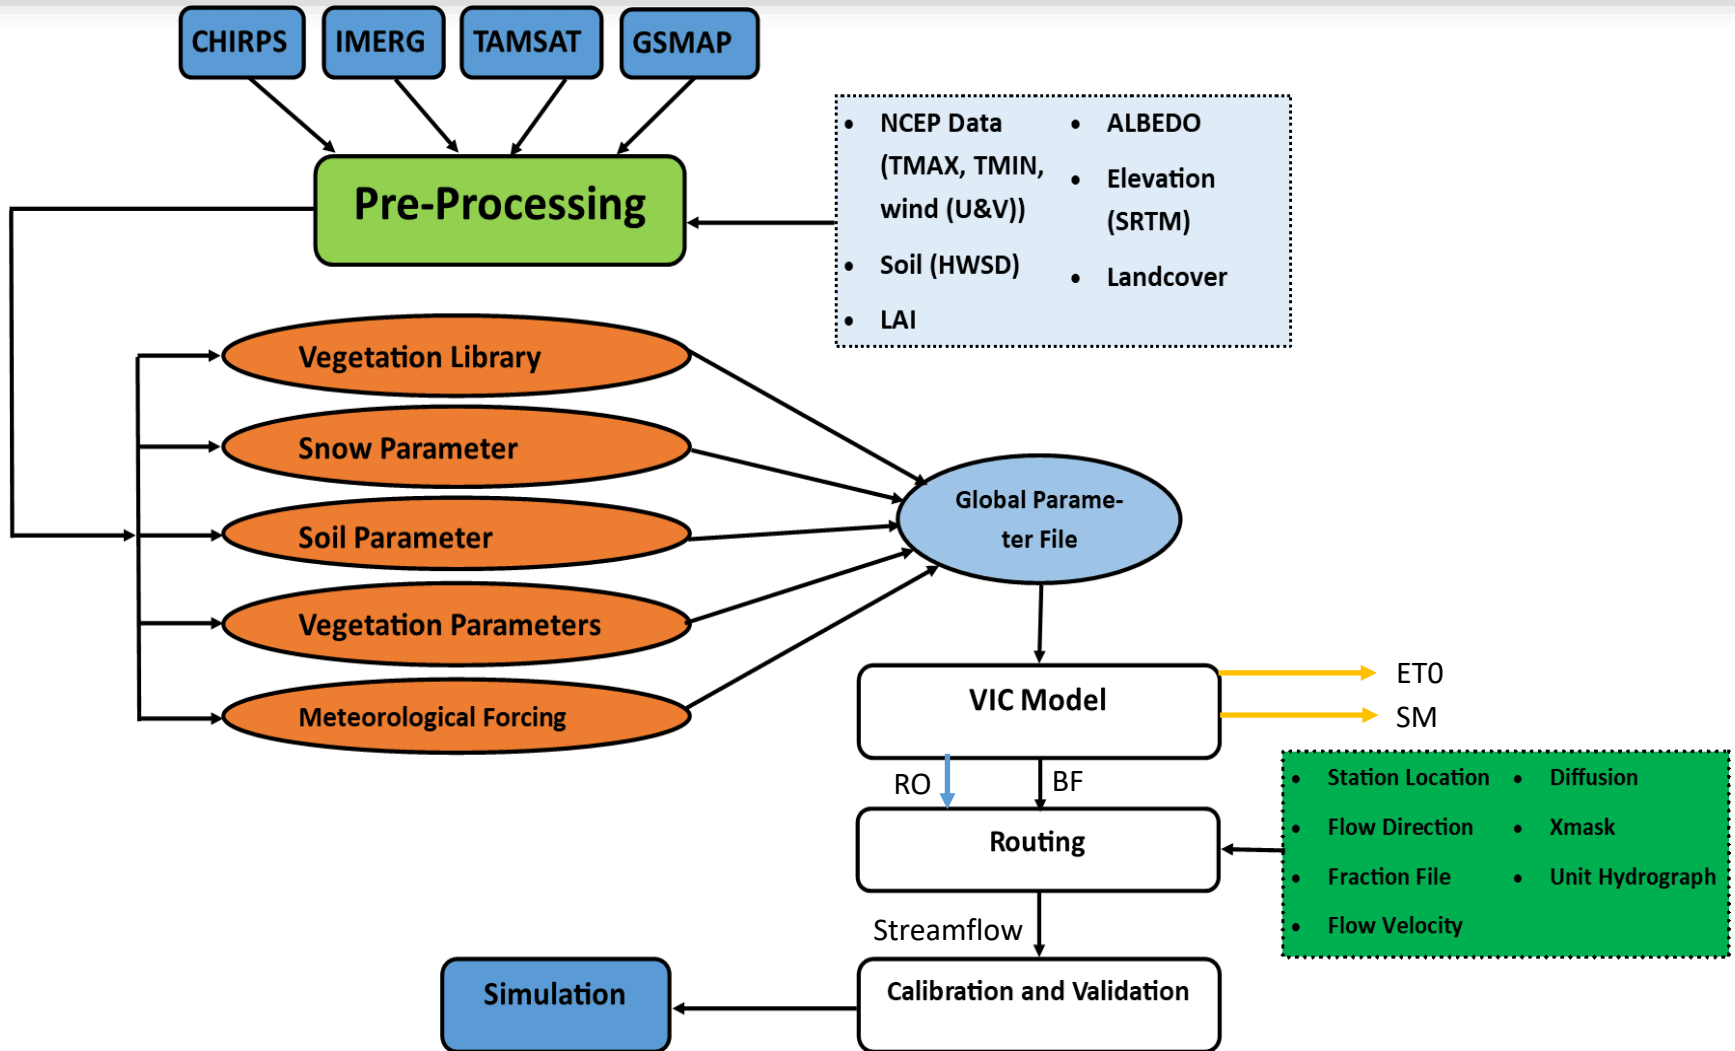 CHIRPS
IMERG
TAMSAT
GSMAP
Pre-Processing
• NCEP Data
(TMAX, TMIN,
wind (U&V))
• Soil (HWSD)
• LAI
• ALBEDO
• Elevation
(SRTM)
• Landcover
Vegetation Library
Snow Parameter
Soil Parameter
Vegetation Parameters
Meteorological Forcing
Global Parame-
ter File
VIC Model
ET0
SM
RO
BF
Routing
• Station Location
• Flow Direction
• Fraction File
• Flow Velocity
• Diffusion
• Xmask
• Unit Hydrograph
Streamflow
Calibration and Validation
Simulation